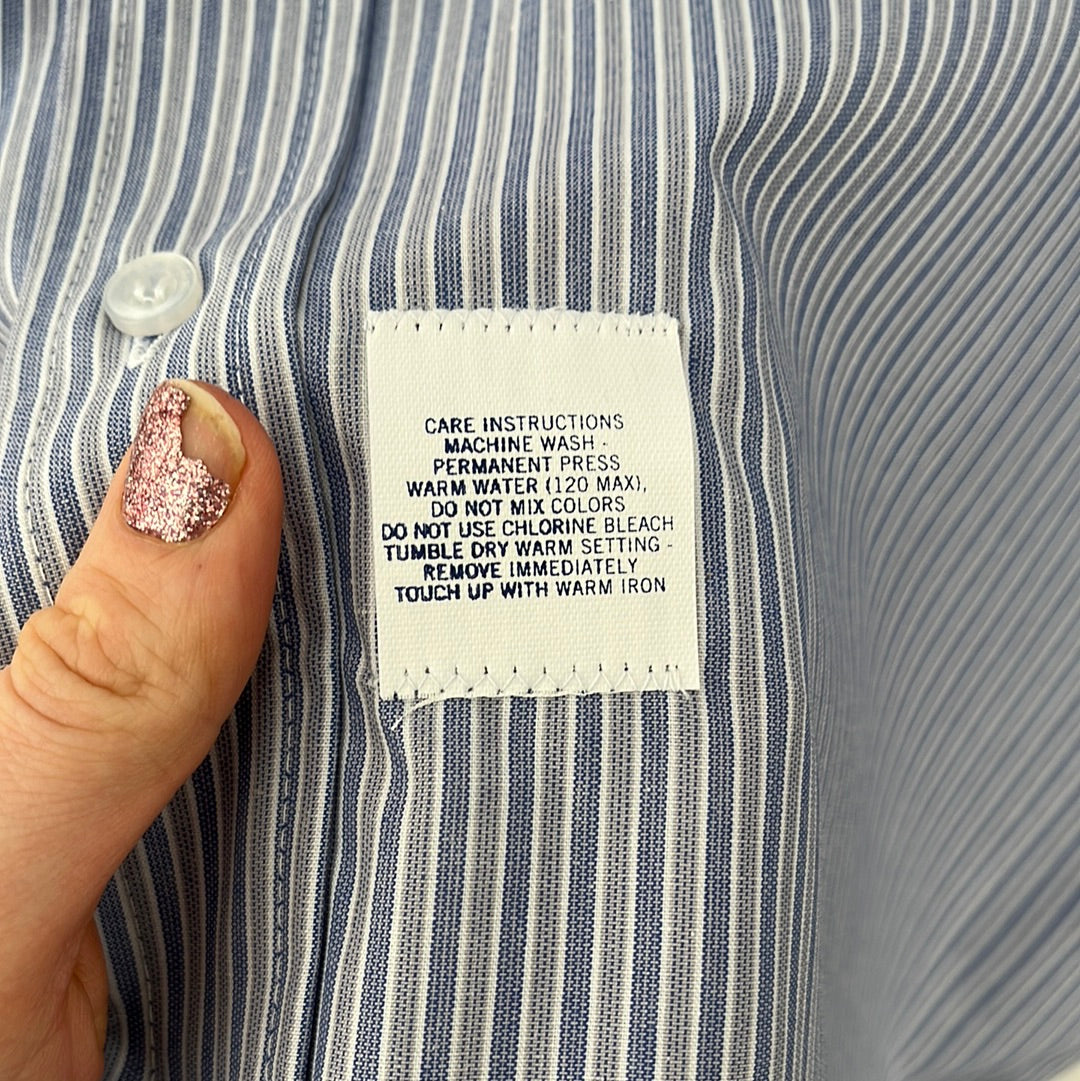 CARE INSTRUCTIONS
MACHINE WASH -
PERMANENT PRESS
WARM WATER (120 MAX),
DO NOT MIX COLORS
DO NOT USE CHLORINE BLEACH
TUMBLE DRY WARM SETTING -
REMOVE IMMEDIATELY
TOUCH UP WITH WARM IRON